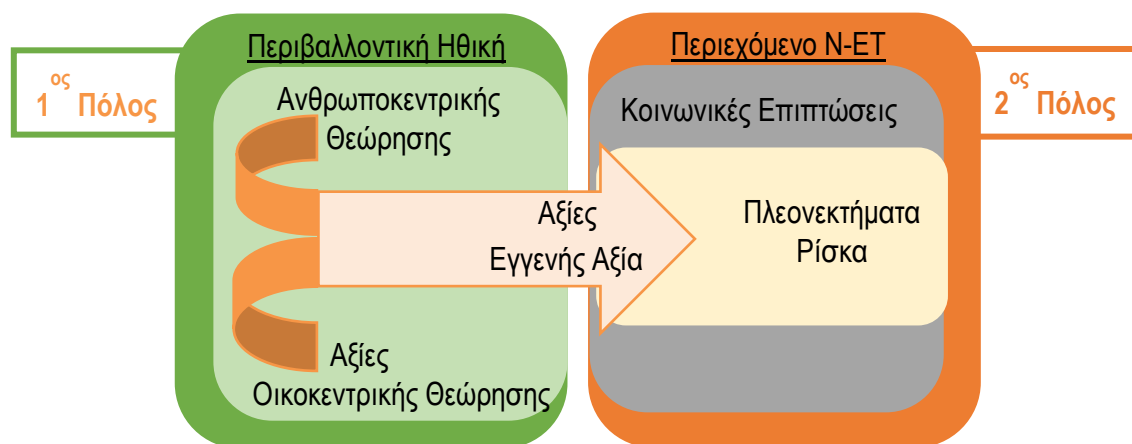 1ος Πόλος
Περιβαλλοντική Ηθική
Ανθρωποκεντρικής
Θεώρησης
Αξίες
Εγγενής Αξία
Αξίες
Οικοκεντρικής Θεώρησης
Περιεχόμενο Ν-ΕΤ
Κοινωνικές Επιπτώσεις
Πλεονεκτήματα
Ρίσκα
2ος Πόλος